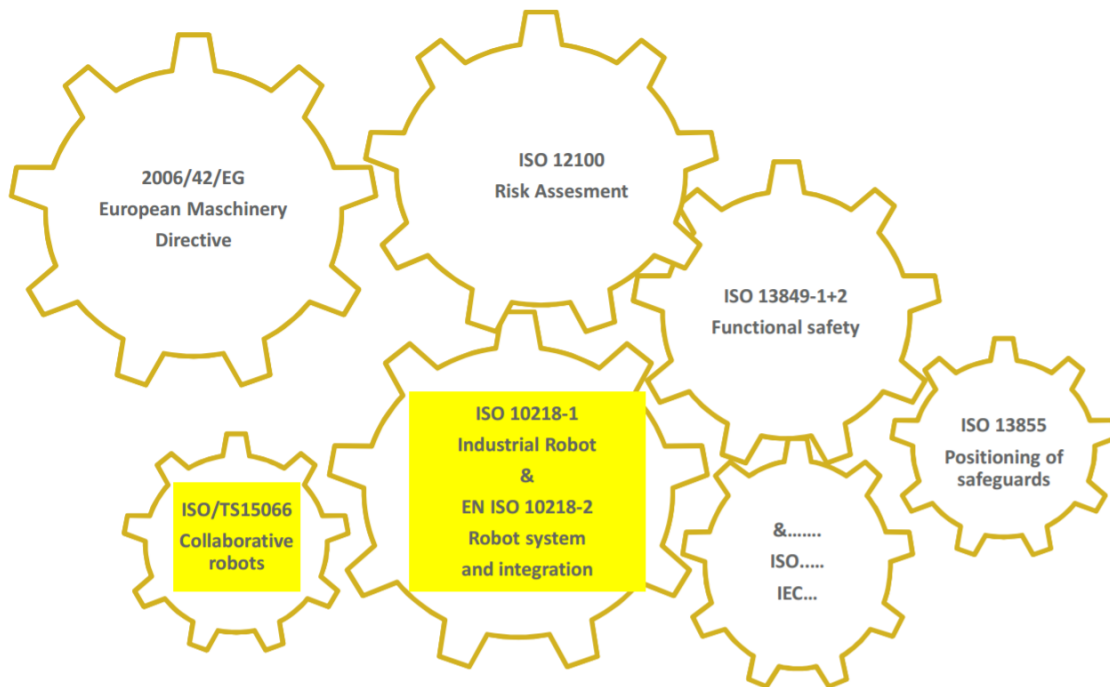 2006/42/EG
European Maschinery
Directive
ISO 12100
Risk Assesment
ISO 13849-1+2
Functional safety
ISO 13855
Positioning of
safeguards
ISO 10218-1
Industrial Robot
&
EN ISO 10218-2
Robot system
and integration
ISO/TS15066
Collaborative
robots
&.......
ISO.....
IEC...